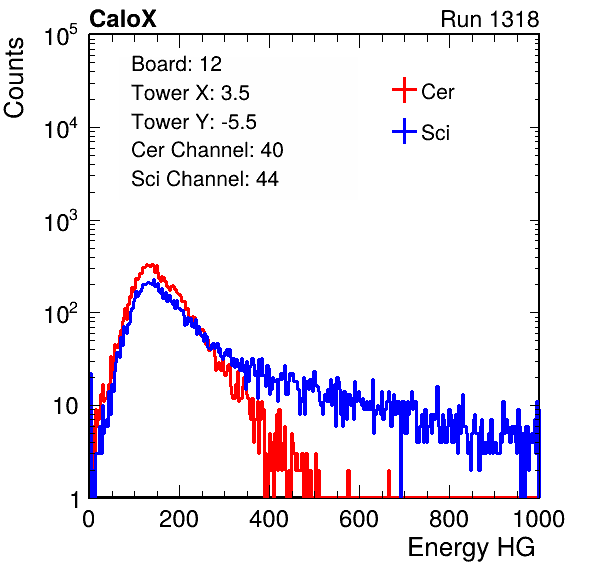 CaloX Run 1318
Counts
10^5
10^4
10^3
10^2
10
1
Board: 12
Tower X: 3.5
Tower Y: -5.5
Cer Channel: 40
Sci Channel: 44
Cer
Sci
0 200 400 600 800 1000
Energy HG